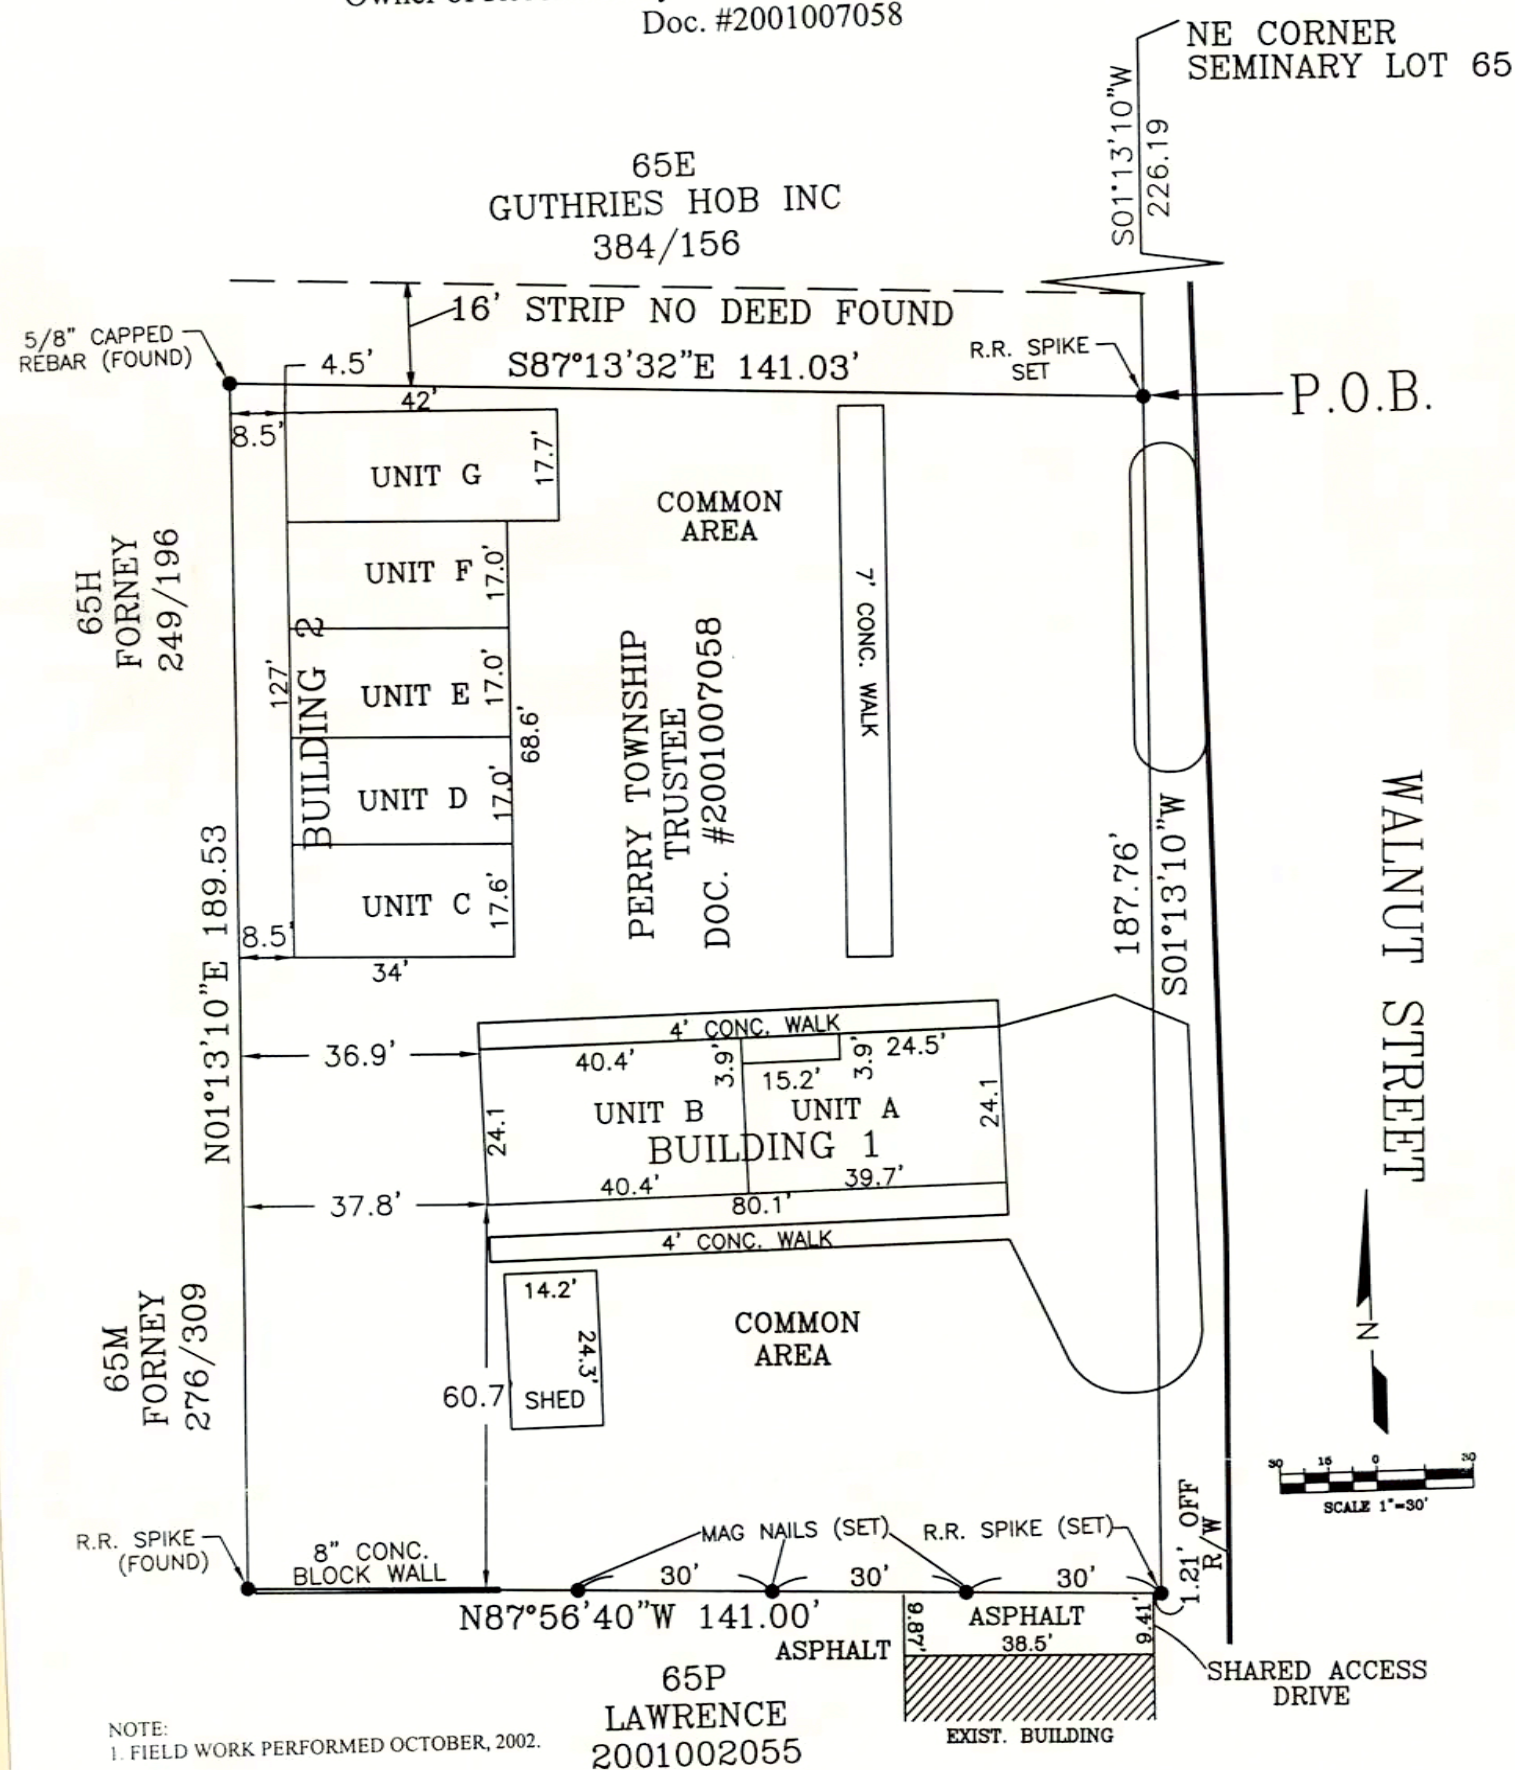 Doc. #2001007058
NE CORNER
SEMINARY LOT 65
S01°13'10"W
226.19
65E
GUTHRIES HOB INC
384/156
16' STRIP NO DEED FOUND
5/8" CAPPED
REBAR (FOUND)
4.5'
S87°13'32"E 141.03'
R.R. SPIKE
SET
P.O.B.
42'
8.5'
UNIT G
17.7'
COMMON
AREA
65H
FORNEY
249/196
UNIT F
17.0'
7' CONC. WALK
127'
BUILDING 2
UNIT E
17.0'
68.6'
PERRY TOWNSHIP
TRUSTEE
DOC. #2001007058
UNIT D
17.0'
UNIT C
17.6'
8.5'
34'
N01°13'10"E 189.53
187.76'
S01°13'10"W
WALNUT STREET
4' CONC. WALK
36.9'
40.4'
3.9'
15.2'
3.9'
24.5'
UNIT B
UNIT A
24.1
24.1
BUILDING 1
40.4'
39.7'
37.8'
80.1'
4' CONC. WALK
14.2'
24.3'
SHED
60.7'
COMMON
AREA
65M
FORNEY
276/309
N
30 15 0 30
SCALE 1"=30'
R.R. SPIKE
(FOUND)
8" CONC.
BLOCK WALL
MAG NAILS (SET)
R.R. SPIKE (SET)
1.21' OFF
R/W
30'
30'
30'
N87°56'40"W 141.00'
ASPHALT
9.87'
ASPHALT
38.5'
9.41'
SHARED ACCESS
DRIVE
65P
LAWRENCE
2001002055
EXIST. BUILDING
NOTE:
1. FIELD WORK PERFORMED OCTOBER, 2002.